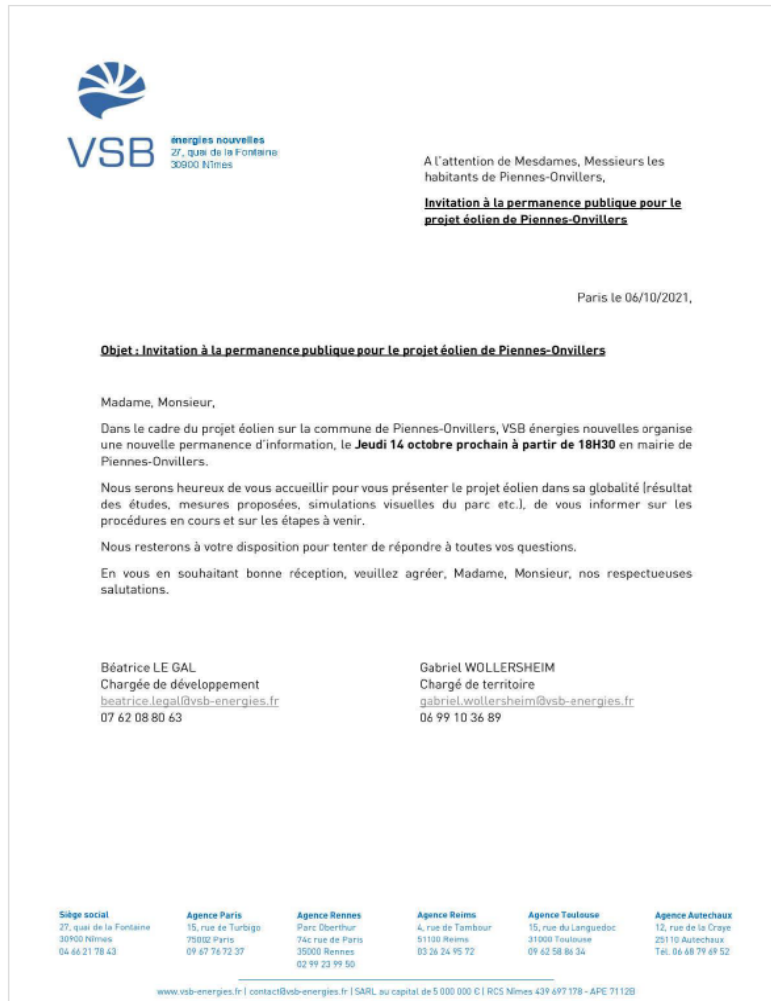 VSB
énergies nouvelles
27, quai de la Fontaine
30900 Nîmes
A l'attention de Mesdames, Messieurs les
habitants de Piennes-Onvillers,
Invitation à la permanence publique pour le
projet éolien de Piennes-Onvillers
Paris le 06/10/2021,
Objet : Invitation à la permanence publique pour le projet éolien de Piennes-Onvillers
Madame, Monsieur,
Dans le cadre du projet éolien sur la commune de Piennes-Onvillers, VSB énergies nouvelles organise
une nouvelle permanence d'information, le Jeudi 14 octobre prochain à partir de 18H30 en mairie de
Piennes-Onvillers.
Nous serons heureux de vous accueillir pour vous présenter le projet éolien dans sa globalité (résultat
des études, mesures proposées, simulations visuelles du parc etc.), de vous informer sur les
procédures en cours et sur les étapes à venir.
Nous resterons à votre disposition pour tenter de répondre à toutes vos questions.
En vous en souhaitant bonne réception, veuillez agréer, Madame, Monsieur, nos respectueuses
salutations.
Béatrice LE GAL
Chargée de développement
beatrice.legal@vsb-energies.fr
07 62 08 80 63
Gabriel WOLLERSHEIM
Chargé de territoire
gabriel.wollersheim@vsb-energies.fr
06 99 10 36 89
Siège social
27, quai de la Fontaine
30900 Nîmes
04 66 21 78 43
Agence Paris
15, rue de Turbigo
75002 Paris
09 67 76 72 37
Agence Rennes
Parc Oberthur
74c rue de Paris
35000 Rennes
02 99 23 99 50
Agence Reims
4, rue de Tambour
51100 Reims
03 26 24 95 72
Agence Toulouse
15, rue du Languedoc
31000 Toulouse
09 62 58 86 34
Agence Autechaux
12, rue de la Craye
25110 Autechaux
Tél. 06 68 79 69 52
www.vsb-energies.fr | contact@vsb-energies.fr | SARL au capital de 5 000 000 € | RCS Nîmes 439 697 178 - APE 7112B